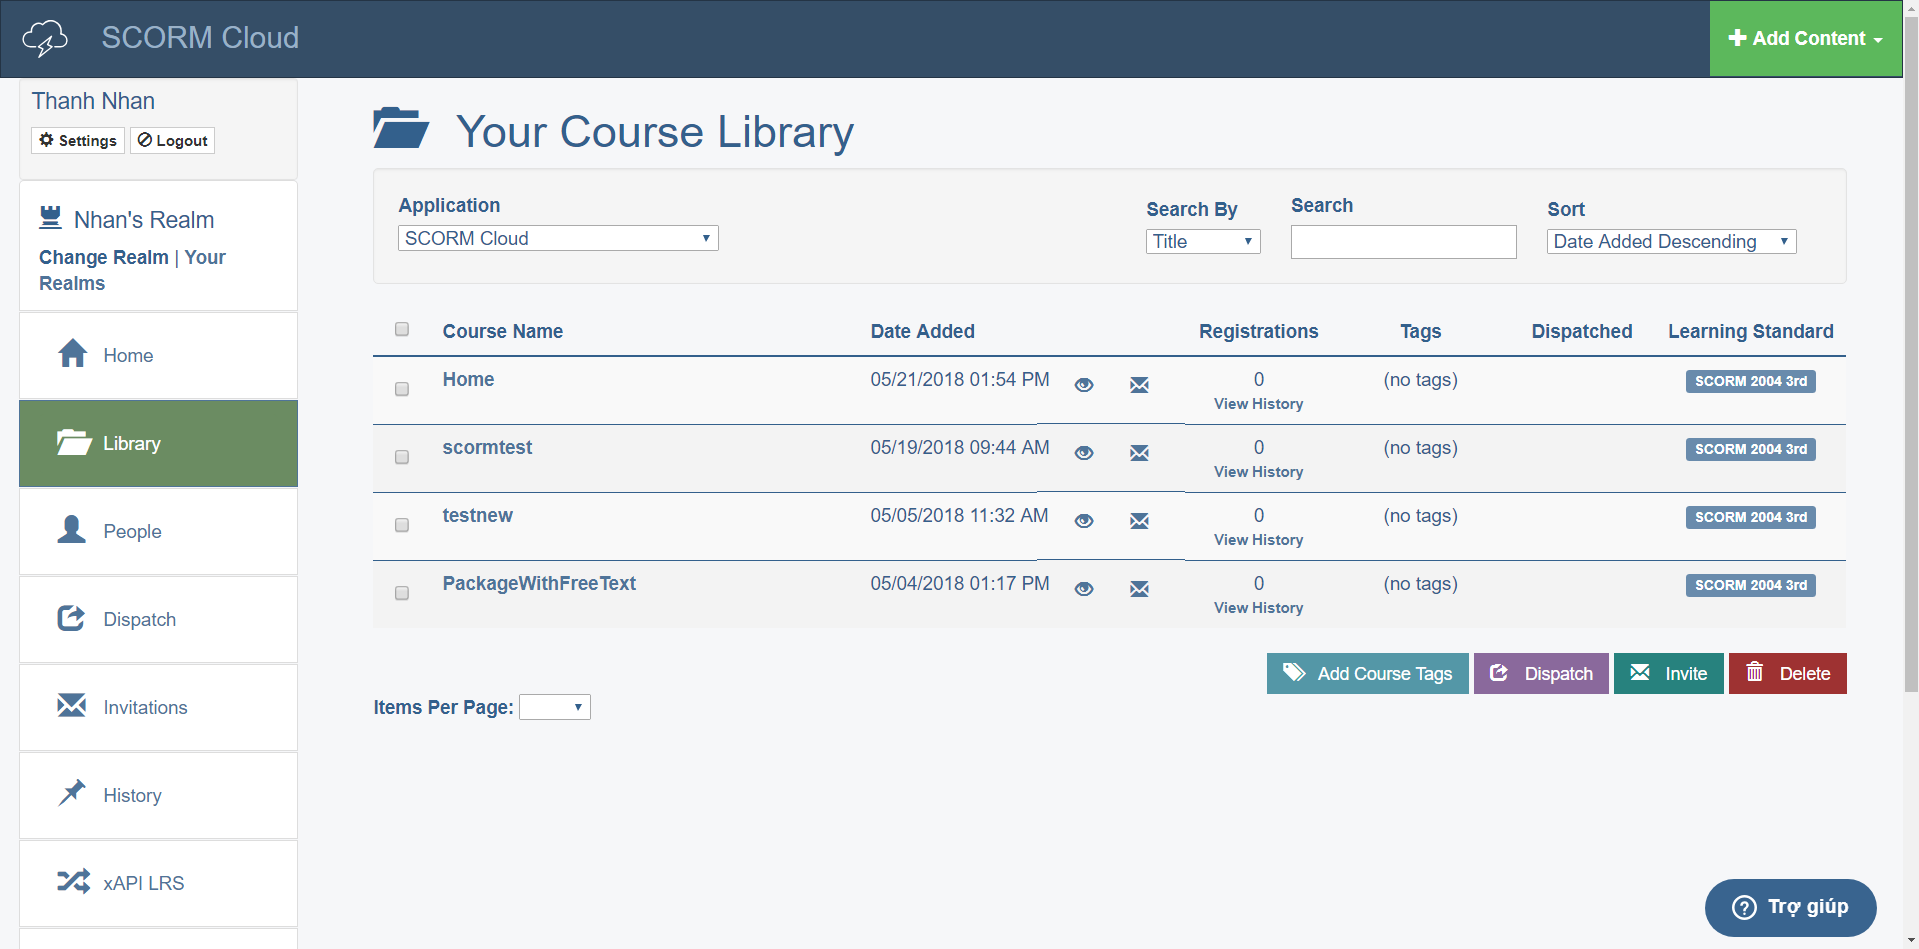 SCORM Cloud
Add Content
Thanh Nhan
Settings Logout
Nhan's Realm
Change Realm | Your
Realms
Home
Library
People
Dispatch
Invitations
History
xAPI LRS
Your Course Library
Application Search By Search Sort
SCORM Cloud Title Date Added Descending
Course Name Date Added Registrations Tags Dispatched Learning Standard
Home 05/21/2018 01:54 PM 0 (no tags) SCORM 2004 3rd
View History
scormtest 05/19/2018 09:44 AM 0 (no tags) SCORM 2004 3rd
View History
testnew 05/05/2018 11:32 AM 0 (no tags) SCORM 2004 3rd
View History
PackageWithFreeText 05/04/2018 01:17 PM 0 (no tags) SCORM 2004 3rd
View History
Add Course Tags Dispatch Invite Delete
Items Per Page:
Trợ giúp